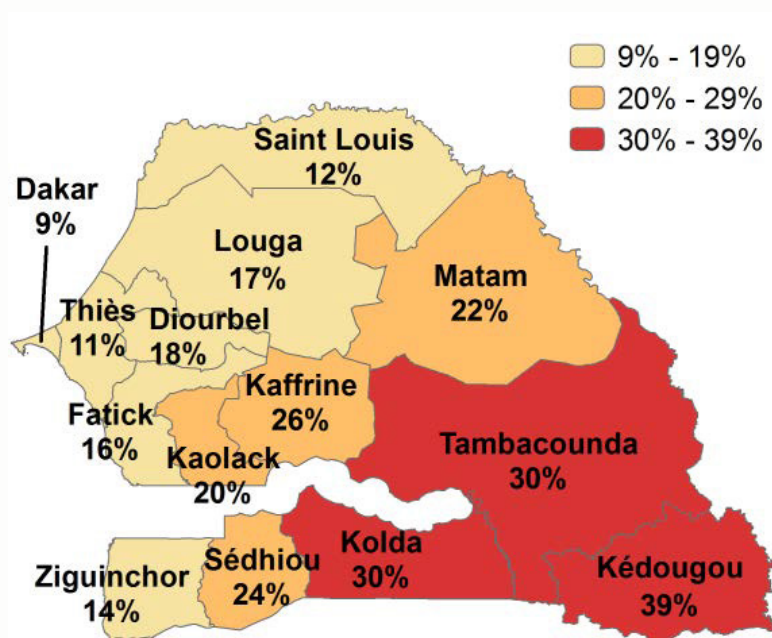 9% - 19%
20% - 29%
30% - 39%
Saint Louis
12%
Dakar
9%
Louga
17%
Matam
22%
Thiès
11%
Diourbel
18%
Kaffrine
26%
Fatick
16%
Kaolack
20%
Tambacounda
30%
Ziguinchor
14%
Sédhiou
24%
Kolda
30%
Kédougou
39%